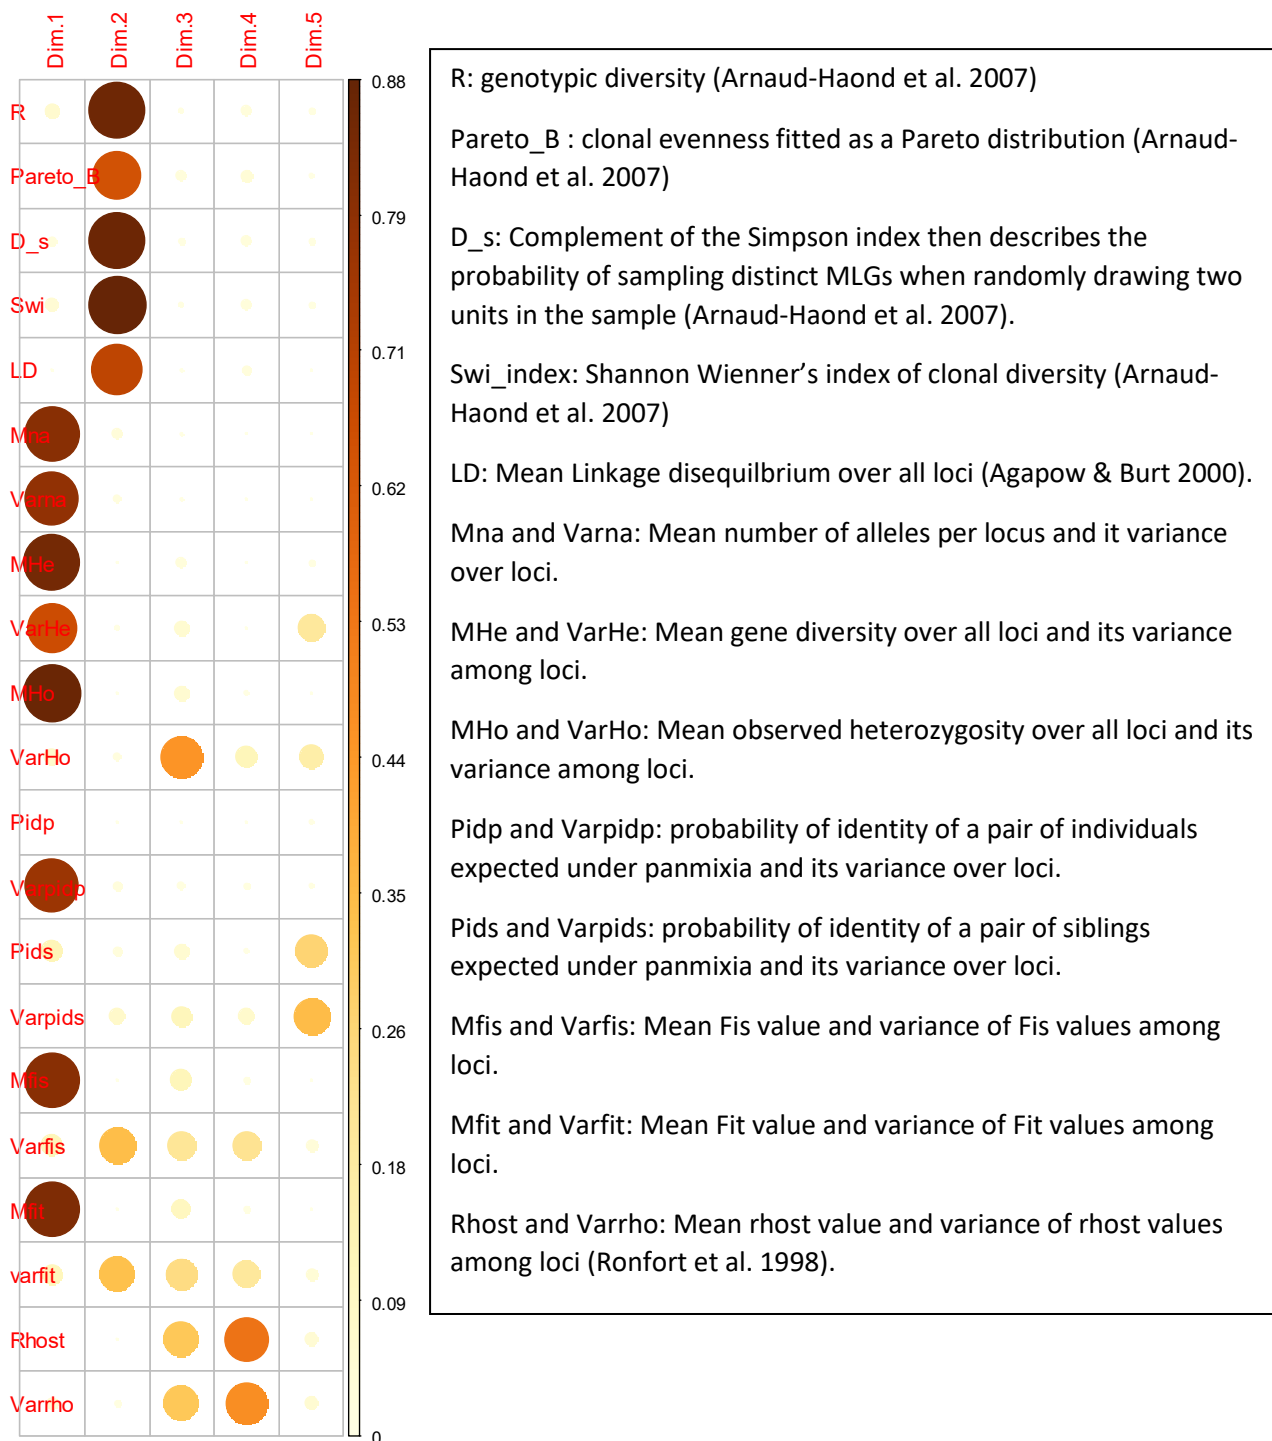 Dim.1 Dim.2 Dim.3 Dim.4 Dim.5
R
Pareto_B
D_s
Swi
LD
Mna
Varna
MHe
VarHe
MHo
VarHo
Pidp
Varpidp
Pids
Varpids
Mfis
Varfis
Mfit
varfit
Rhost
Varrho
0.88
0.79
0.71
0.62
0.53
0.44
0.35
0.26
0.18
0.09
0
R: genotypic diversity (Arnaud-Haond et al. 2007)
Pareto_B : clonal evenness fitted as a Pareto distribution (Arnaud-
Haond et al. 2007)
D_s: Complement of the Simpson index then describes the
probability of sampling distinct MLGs when randomly drawing two
units in the sample (Arnaud-Haond et al. 2007).
Swi_index: Shannon Wienner’s index of clonal diversity (Arnaud-
Haond et al. 2007)
LD: Mean Linkage disequilbrium over all loci (Agapow & Burt 2000).
Mna and Varna: Mean number of alleles per locus and it variance
over loci.
MHe and VarHe: Mean gene diversity over all loci and its variance
among loci.
MHo and VarHo: Mean observed heterozygosity over all loci and its
variance among loci.
Pidp and Varpidp: probability of identity of a pair of individuals
expected under panmixia and its variance over loci.
Pids and Varpids: probability of identity of a pair of siblings
expected under panmixia and its variance over loci.
Mfis and Varfis: Mean Fis value and variance of Fis values among
loci.
Mfit and Varfit: Mean Fit value and variance of Fit values among
loci.
Rhost and Varrho: Mean rhost value and variance of rhost values
among loci (Ronfort et al. 1998).